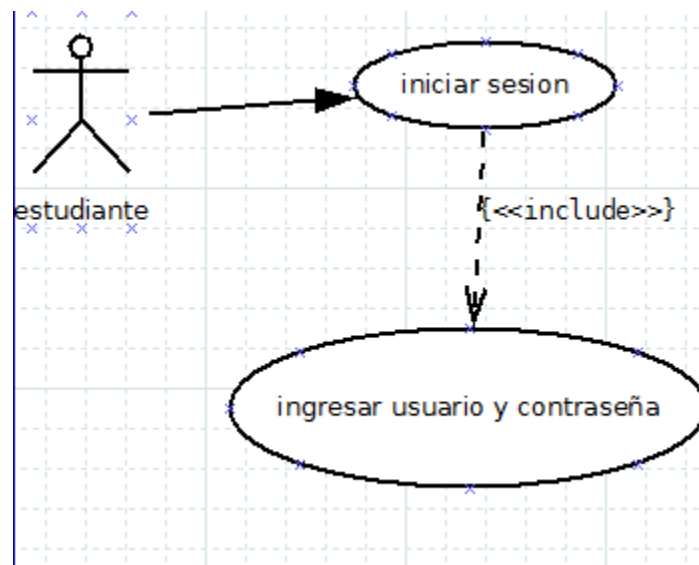 iniciar sesion
estudiante
{<<include>>}
ingresar usuario y contraseña